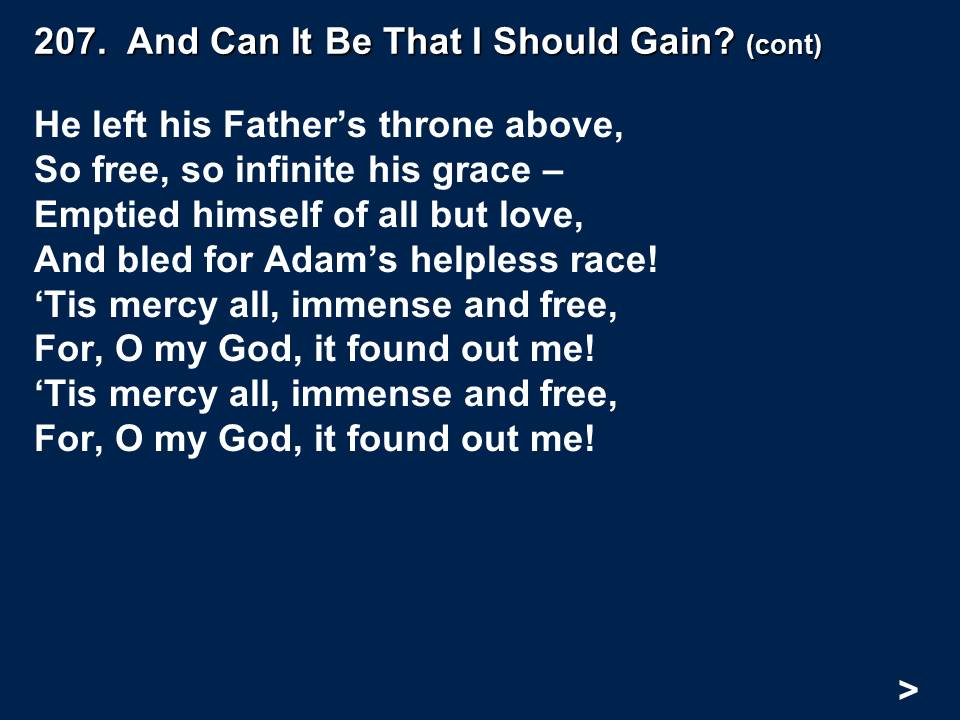 207.  And Can It Be That I Should Gain? (cont)
He left his Father’s throne above,
So free, so infinite his grace –
Emptied himself of all but love,
And bled for Adam’s helpless race!
‘Tis mercy all, immense and free,
For, O my God, it found out me!
‘Tis mercy all, immense and free,
For, O my God, it found out me!
>